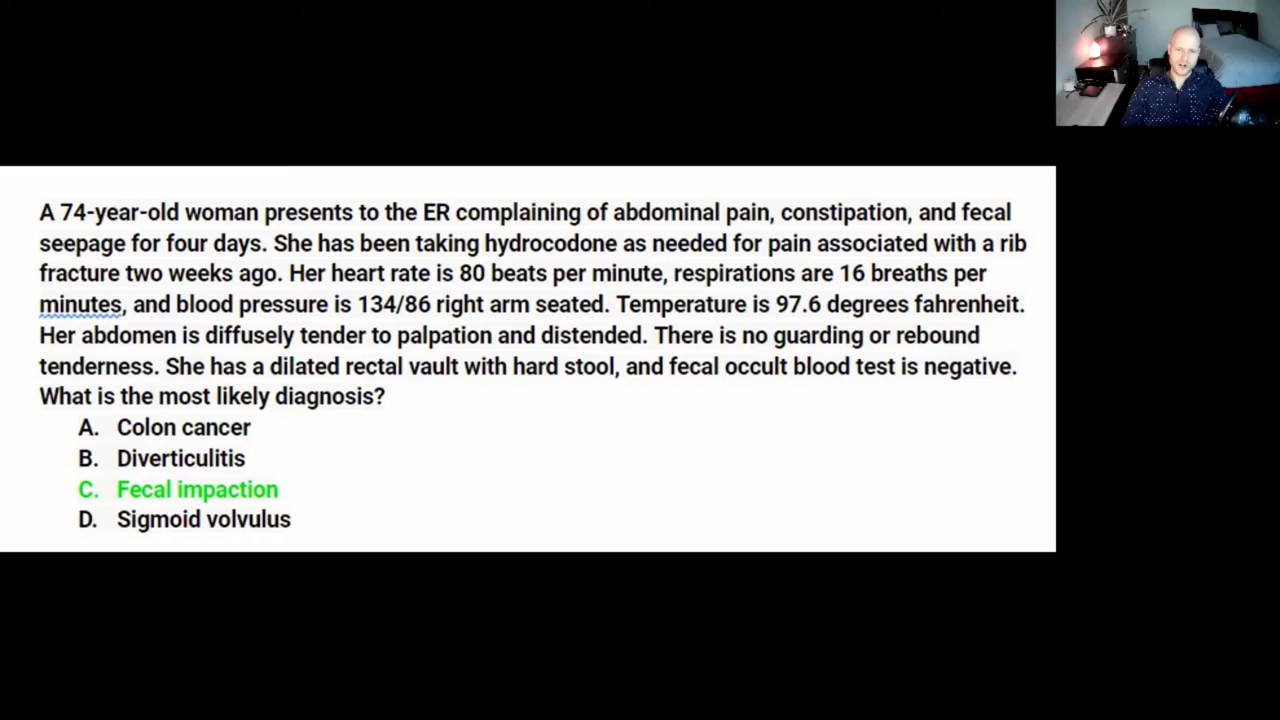 A 74-year-old woman presents to the ER complaining of abdominal pain, constipation, and fecal
seepage for four days. She has been taking hydrocodone as needed for pain associated with a rib
fracture two weeks ago. Her heart rate is 80 beats per minute, respirations are 16 breaths per
minutes, and blood pressure is 134/86 right arm seated. Temperature is 97.6 degrees fahrenheit.
Her abdomen is diffusely tender to palpation and distended. There is no guarding or rebound
tenderness. She has a dilated rectal vault with hard stool, and fecal occult blood test is negative.
What is the most likely diagnosis?
A. Colon cancer
B. Diverticulitis
C. Fecal impaction
D. Sigmoid volvulus